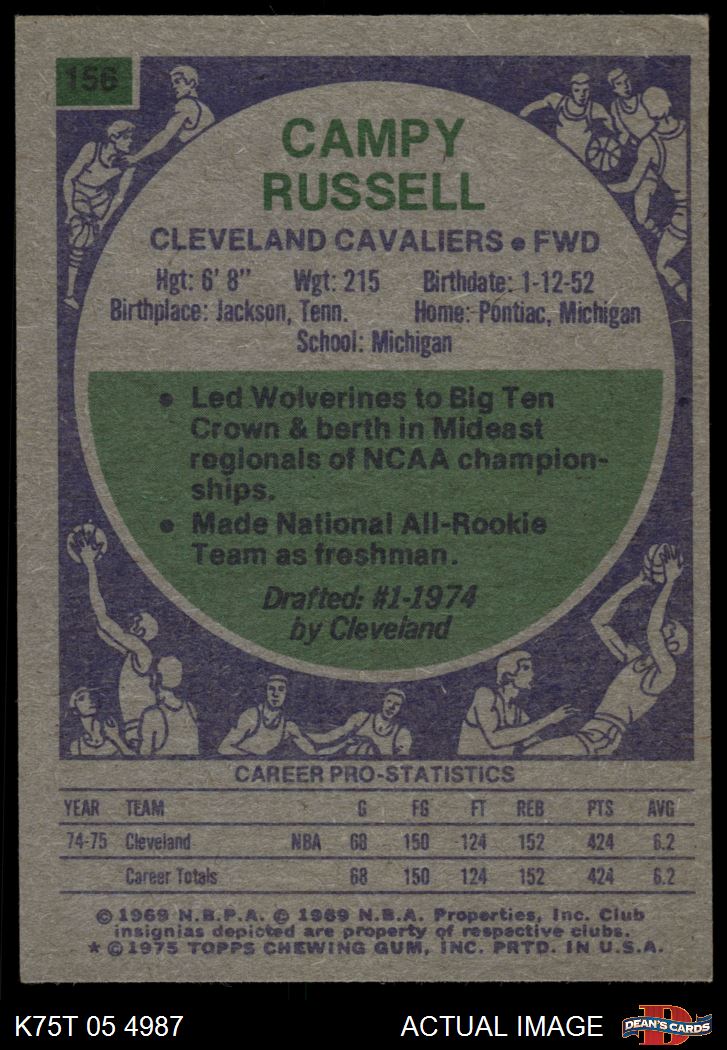 156
CAMPY
RUSSELL
CLEVELAND CAVALIERS • FWD
Hgt: 6' 8" Wgt: 215 Birthdate: 1-12-52
Birthplace: Jackson, Tenn. Home: Pontiac, Michigan
School: Michigan
• Led Wolverines to Big Ten
Crown & berth in Mideast
regionals of NCAA champion-
ships.
• Made National All-Rookie
Team as freshman.
Drafted: #1-1974
by Cleveland
CAREER PRO-STATISTICS
YEAR TEAM G FG FT REB PTS AVG
74-75 Cleveland NBA 68 150 124 152 424 6.2
Career Totals 68 150 124 152 424 6.2
© 1969 N.B.P.A. © 1969 N.B.A. Properties, Inc. Club
insignias depicted are property of respective clubs.
* © 1975 TOPPS CHEWING GUM, INC. PRTD. IN U.S.A.
K75T 05 4987 ACTUAL IMAGE D DEAN'S CARDS